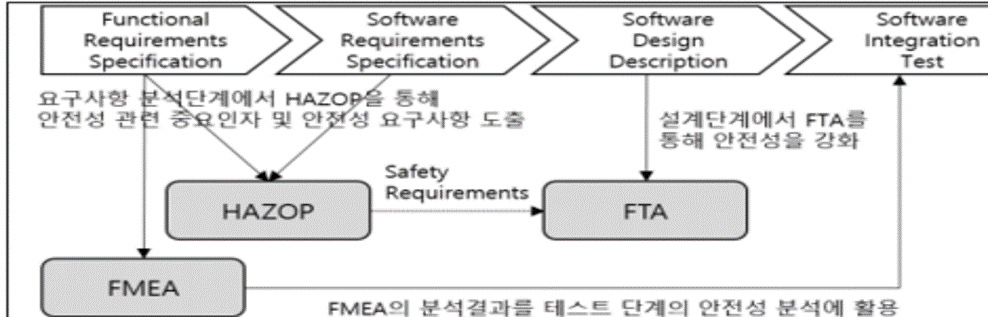 Functional
Requirements
Specification
Software
Requirements
Specification
Software
Design
Description
Software
Integration
Test
요구사항 분석단계에서 HAZOP을 통해
안전성 관련 중요인자 및 안전성 요구사항 도출
설계단계에서 FTA를
통해 안전성을 강화
Safety
Requirements
HAZOP
FTA
FMEA
FMEA의 분석결과를 테스트 단계의 안전성 분석에 활용